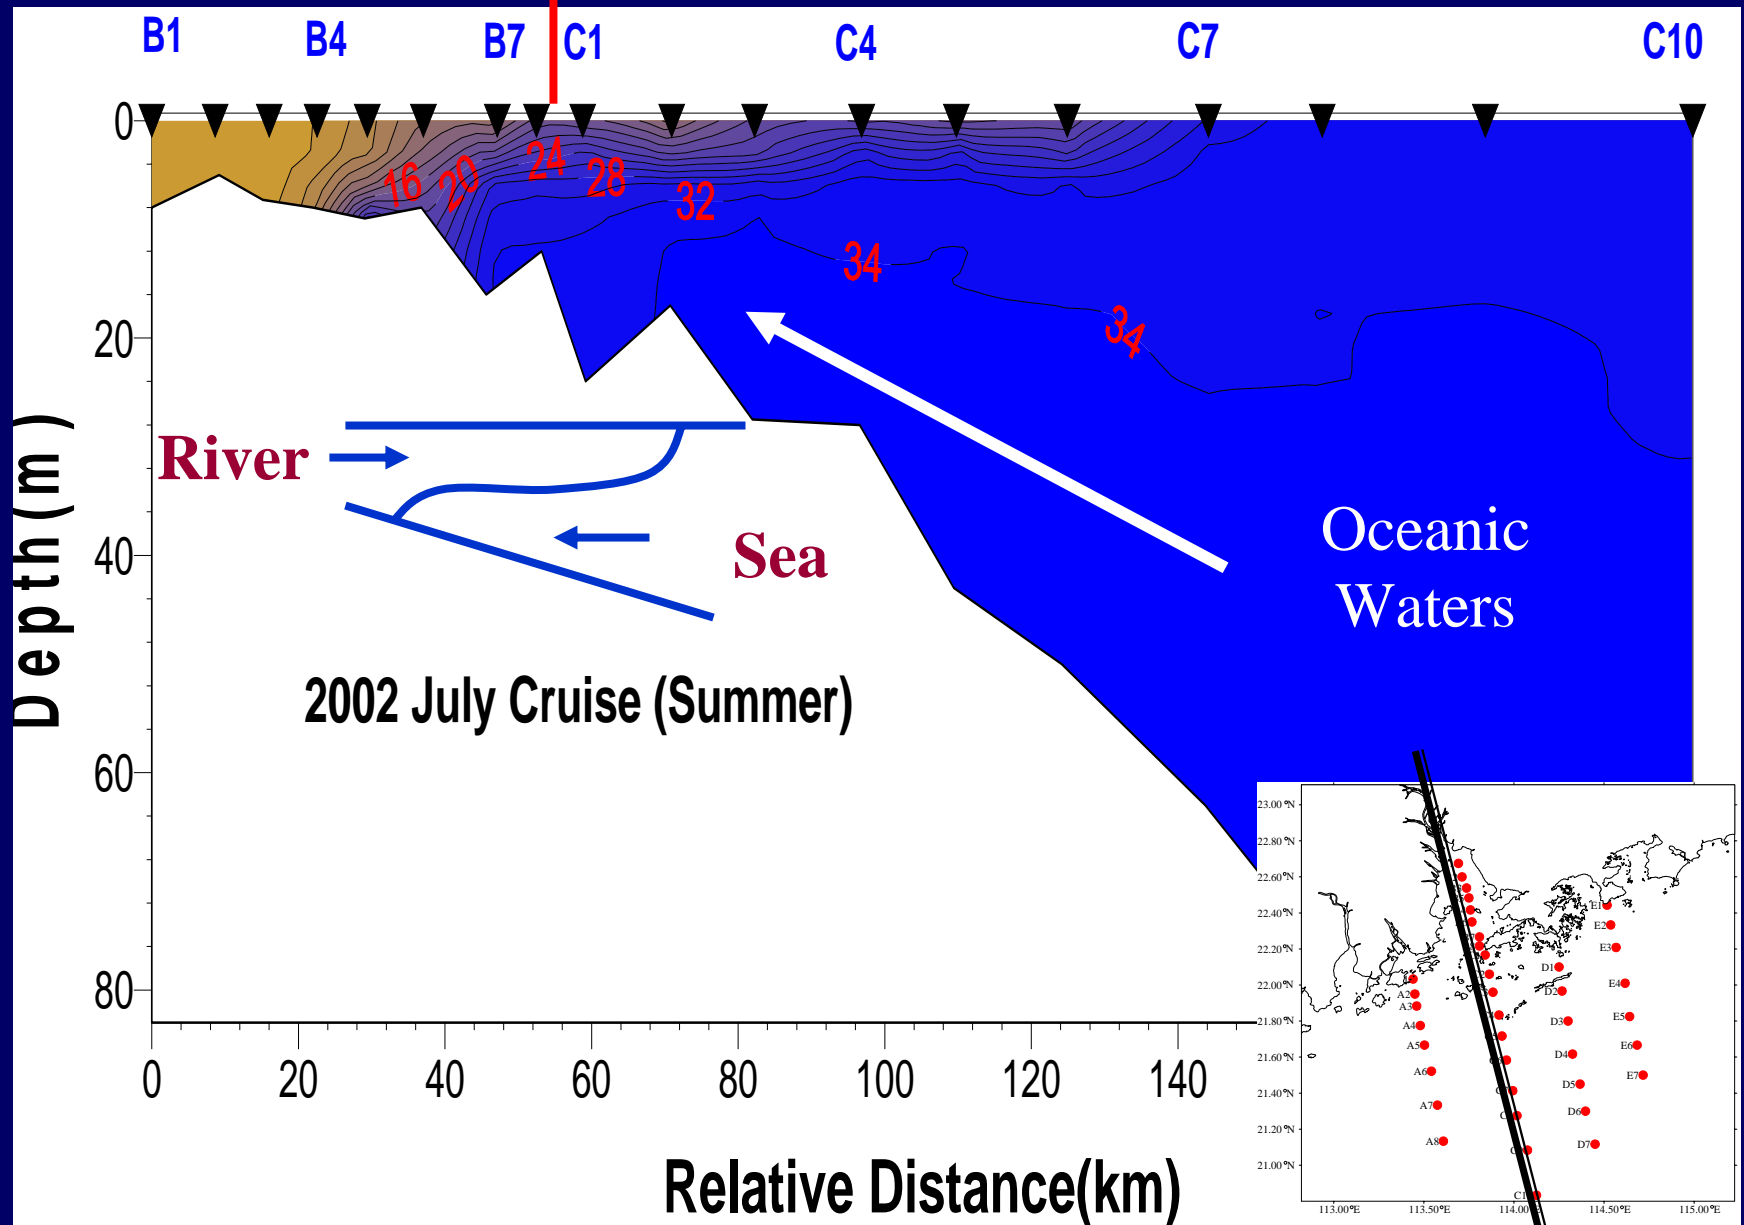 B1 B4 B7 C1 C4 C7 C10
0
16 20 24 28 32
34
34
20
40
60
80
Depth(m)
River
Sea
Oceanic
Waters
2002 July Cruise (Summer)
0 20 40 60 80 100 120 140
Relative Distance(km)
23.00°N
22.80°N
22.60°N
22.40°N
22.20°N
22.00°N
21.80°N
21.60°N
21.40°N
21.20°N
21.00°N
113.00°E 113.50°E 114.00°E 114.50°E 115.00°E
A2
A3
A4
A5
A6
A7
A8
D1
D2
D3
D4
D5
D6
D7
E1
E2
E3
E4
E5
E6
E7